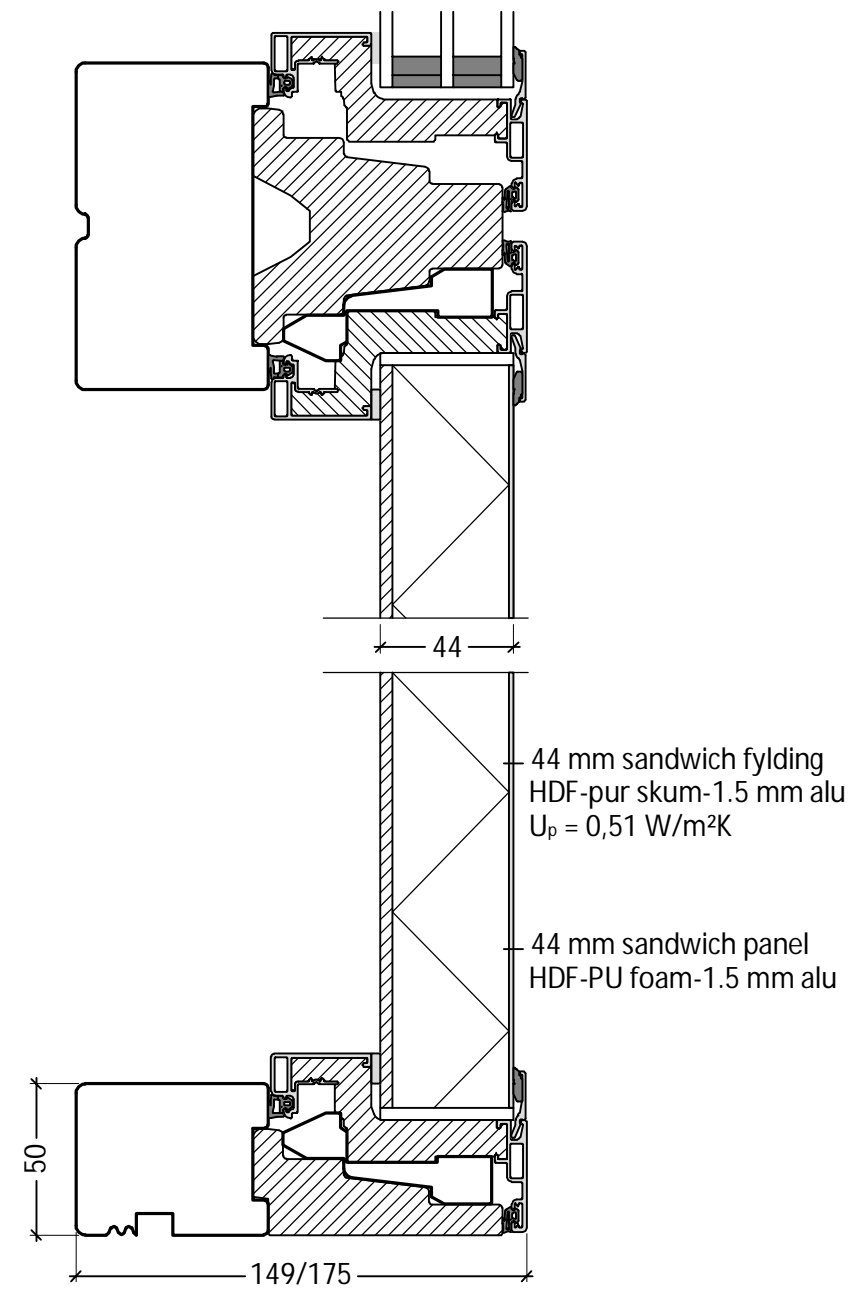 44
44 mm sandwich fylding
HDF-pur skum-1.5 mm alu
Uₚ = 0,51 W/m²K
44 mm sandwich panel
HDF-PU foam-1.5 mm alu
50
149/175